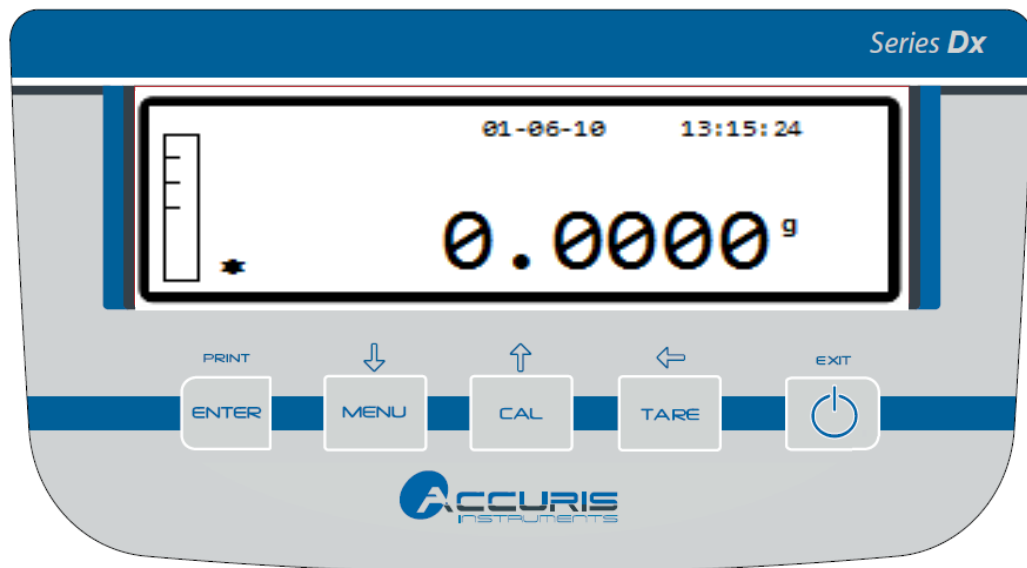 Series Dx
01-06-10 13:15:24
0.0000 g
PRINT EXIT
ENTER MENU CAL TARE
ACCURIS
INSTRUMENTS